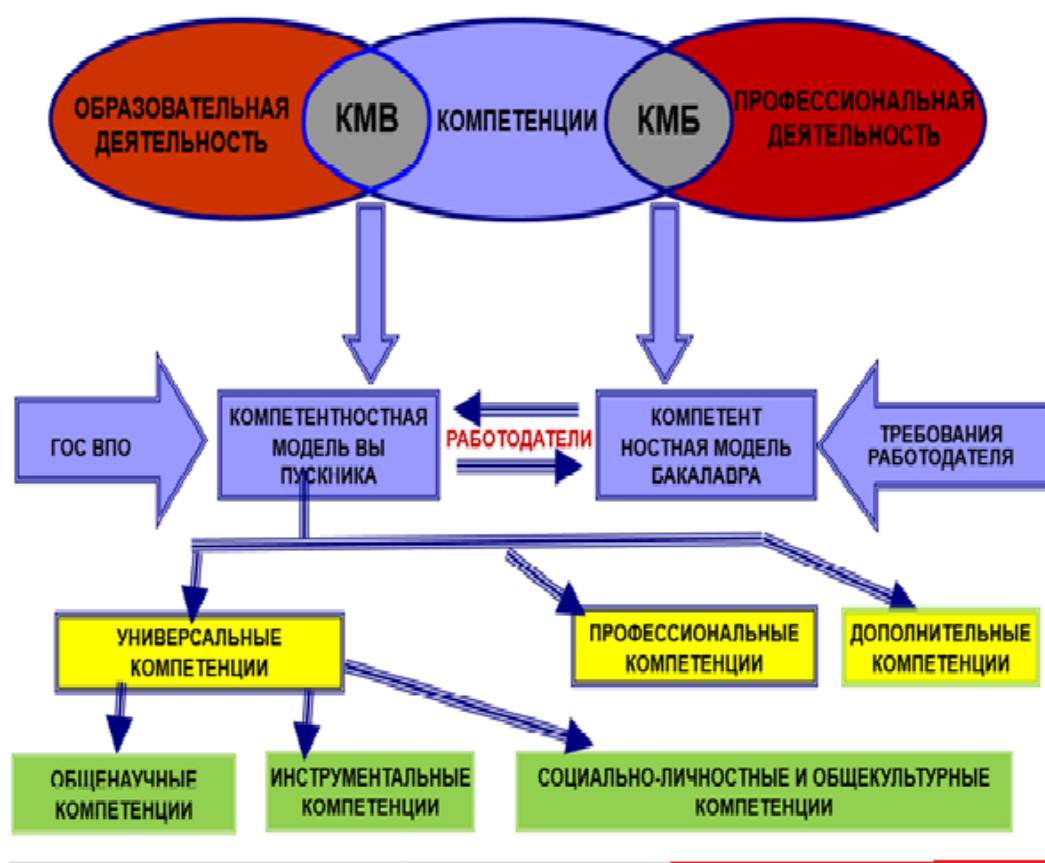 ОБРАЗОВАТЕЛЬНАЯ
ДЕЯТЕЛЬНОСТЬ
КМВ
КОМПЕТЕНЦИИ
КМБ
ПРОФЕССИОНАЛЬНАЯ
ДЕЯТЕЛЬНОСТЬ
ГОС ВПО
КОМПЕТЕНТНОСТНАЯ
МОДЕЛЬ ВЫ
ПУСКНИКА
РАБОТОДАТЕЛИ
КОМПЕТЕНТ
НОСТНАЯ МОДЕЛЬ
БАКАЛАВРА
ТРЕБОВАНИЯ
РАБОТОДАТЕЛЯ
УНИВЕРСАЛЬНЫЕ
КОМПЕТЕНЦИИ
ПРОФЕССИОНАЛЬНЫЕ
КОМПЕТЕНЦИИ
ДОПОЛНИТЕЛЬНЫЕ
КОМПЕТЕНЦИИ
ОБЩЕНАУЧНЫЕ
КОМПЕТЕНЦИИ
ИНСТРУМЕНТАЛЬНЫЕ
КОМПЕТЕНЦИИ
СОЦИАЛЬНО-ЛИЧНОСТНЫЕ И ОБЩЕКУЛЬТУРНЫЕ
КОМПЕТЕНЦИИ